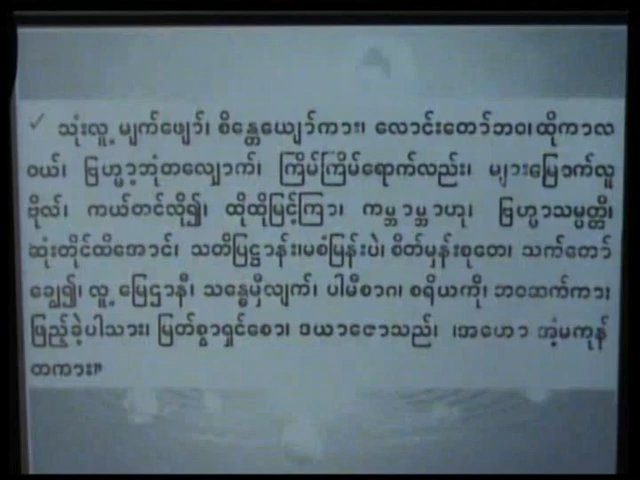 ✓ သုံးလူ့ မျက်ဖျော်၊ စိန္တေယျော်ကား၊ လောင်းတော်ဘဝ၊ ထိုကာလ
ဝယ်၊ ဗြဟ္မာ့ဘုံတလျှောက်၊ ကြိမ်ကြိမ်ရောက်လည်း၊ များမြောက်လူ
ဗိုလ်၊ ကယ်တင်လို၍၊ ထိုထိုမြင့်ကြာ၊ ကမ္ဘာမ္ဘာဟု၊ ဗြဟ္မာသမ္ပတ္တိ၊
ဆုံးတိုင်ထိအောင်၊ သတိပြဋ္ဌာန်း၊ မစံမြန်းပဲ၊ စိတ်မှန်းစုတေ၊ သက်တော်
ချွေ၍၊ လူ့ မြေဌာနီ၊ သန္ဓေမှီလျက်၊ ပါမီစာဂ၊ စရိယကို၊ ဘဝဆက်ကာ၊
ဖြည့်ခဲ့ပါသား၊ မြတ်စွာရှင်စော၊ ဒယာဇောသည်၊ ၊အဟော အံ့မကုန်
တကား။